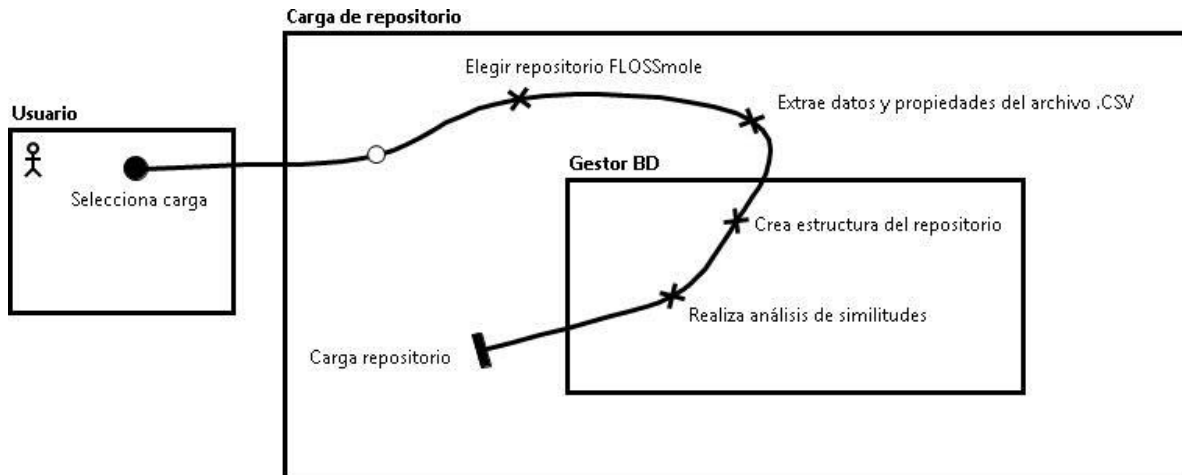 Carga de repositorio
Elegir repositorio FLOSSmole
Extrae datos y propiedades del archivo .CSV
Usuario
Selecciona carga
Gestor BD
Crea estructura del repositorio
Realiza análisis de similitudes
Carga repositorio